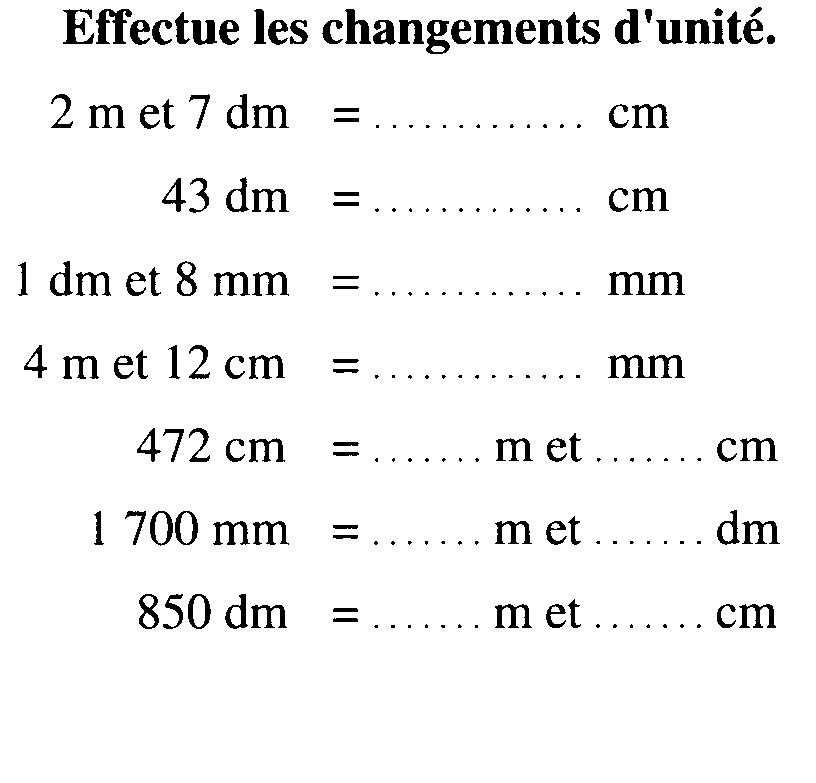 Effectue les changements d'unité.
2 m et 7 dm = ............. cm
43 dm = ............. cm
1 dm et 8 mm = ............. mm
4 m et 12 cm = ............. mm
472 cm = ....... m et ....... cm
1 700 mm = ....... m et ....... dm
850 dm = ....... m et ....... cm